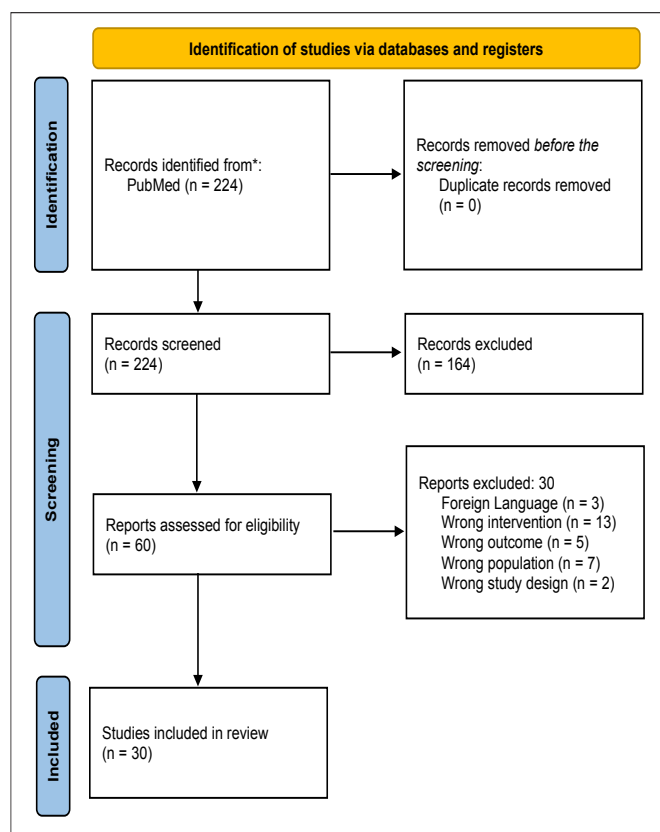 Identification of studies via databases and registers
Identification
Records identified from*:
PubMed (n = 224)
Records removed before the
screening:
Duplicate records removed
(n = 0)
Screening
Records screened
(n = 224)
Records excluded
(n = 164)
Reports assessed for eligibility
(n = 60)
Reports excluded: 30
Foreign Language (n = 3)
Wrong intervention (n = 13)
Wrong outcome (n = 5)
Wrong population (n = 7)
Wrong study design (n = 2)
Included
Studies included in review
(n = 30)